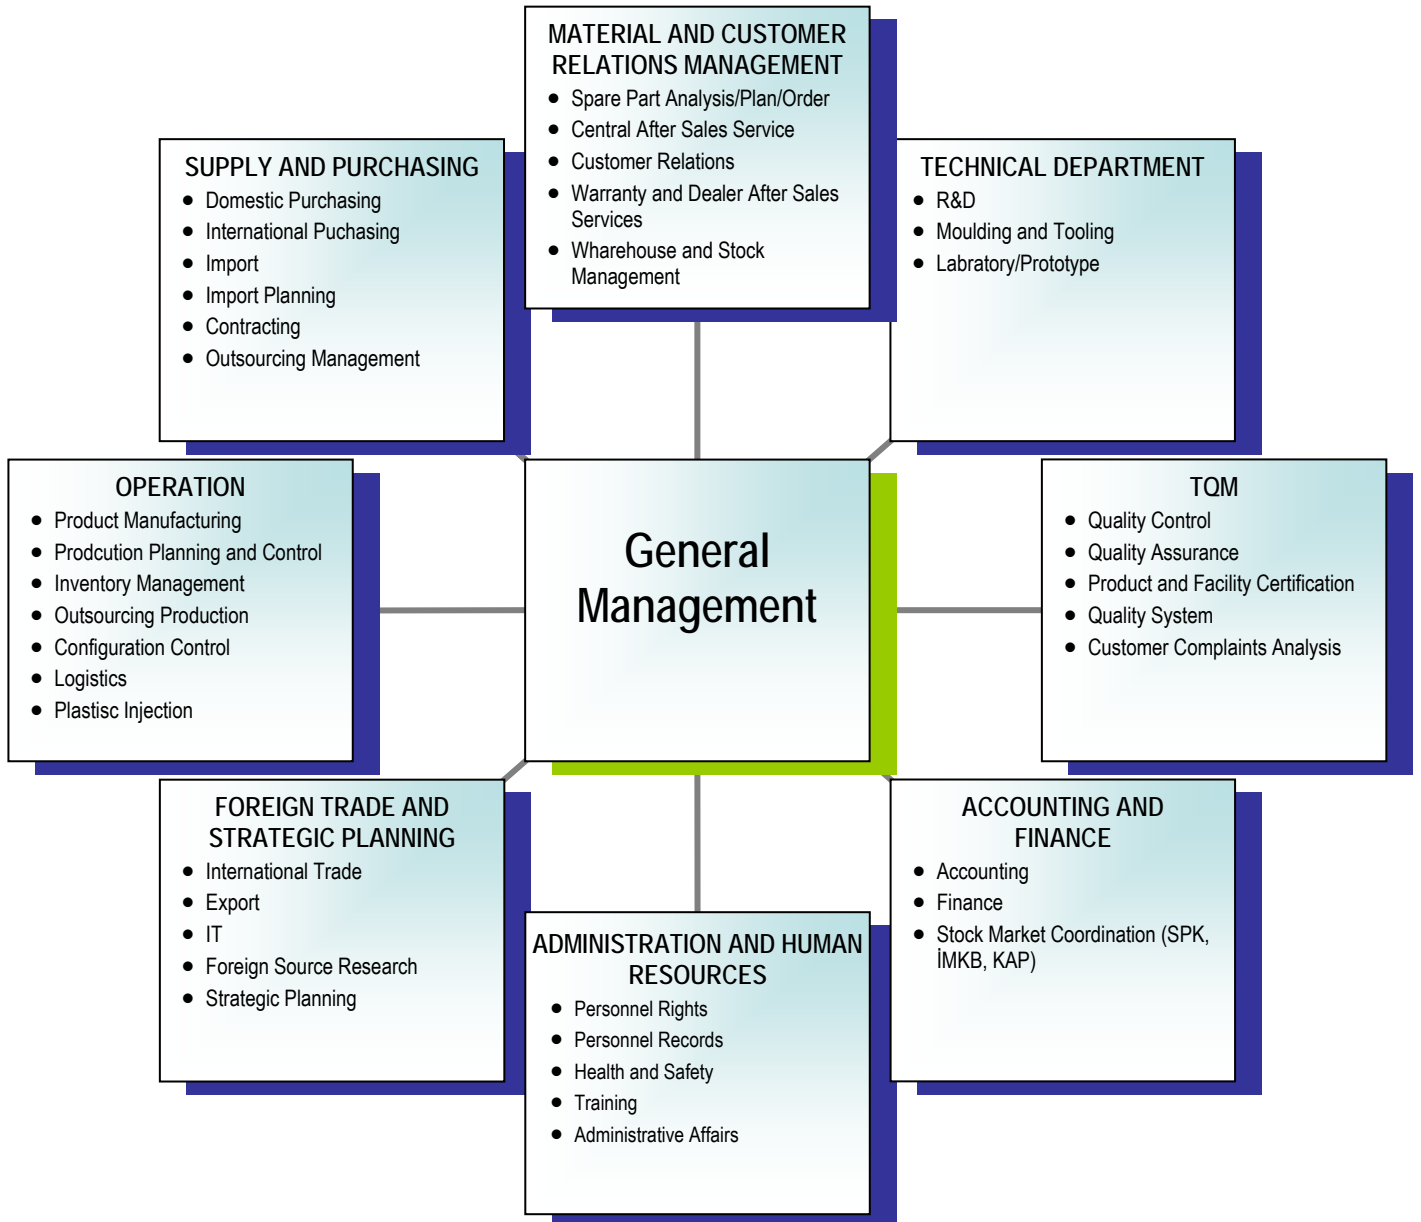 MATERIAL AND CUSTOMER
RELATIONS MANAGEMENT
• Spare Part Analysis/Plan/Order
• Central After Sales Service
• Customer Relations
• Warranty and Dealer After Sales
Services
• Wharehouse and Stock
Management
SUPPLY AND PURCHASING
• Domestic Purchasing
• International Puchasing
• Import
• Import Planning
• Contracting
• Outsourcing Management
TECHNICAL DEPARTMENT
• R&D
• Moulding and Tooling
• Labratory/Prototype
OPERATION
• Product Manufacturing
• Prodcution Planning and Control
• Inventory Management
• Outsourcing Production
• Configuration Control
• Logistics
• Plastisc Injection
General
Management
TQM
• Quality Control
• Quality Assurance
• Product and Facility Certification
• Quality System
• Customer Complaints Analysis
FOREIGN TRADE AND
STRATEGIC PLANNING
• International Trade
• Export
• IT
• Foreign Source Research
• Strategic Planning
ADMINISTRATION AND HUMAN
RESOURCES
• Personnel Rights
• Personnel Records
• Health and Safety
• Training
• Administrative Affairs
ACCOUNTING AND
FINANCE
• Accounting
• Finance
• Stock Market Coordination (SPK,
İMKB, KAP)